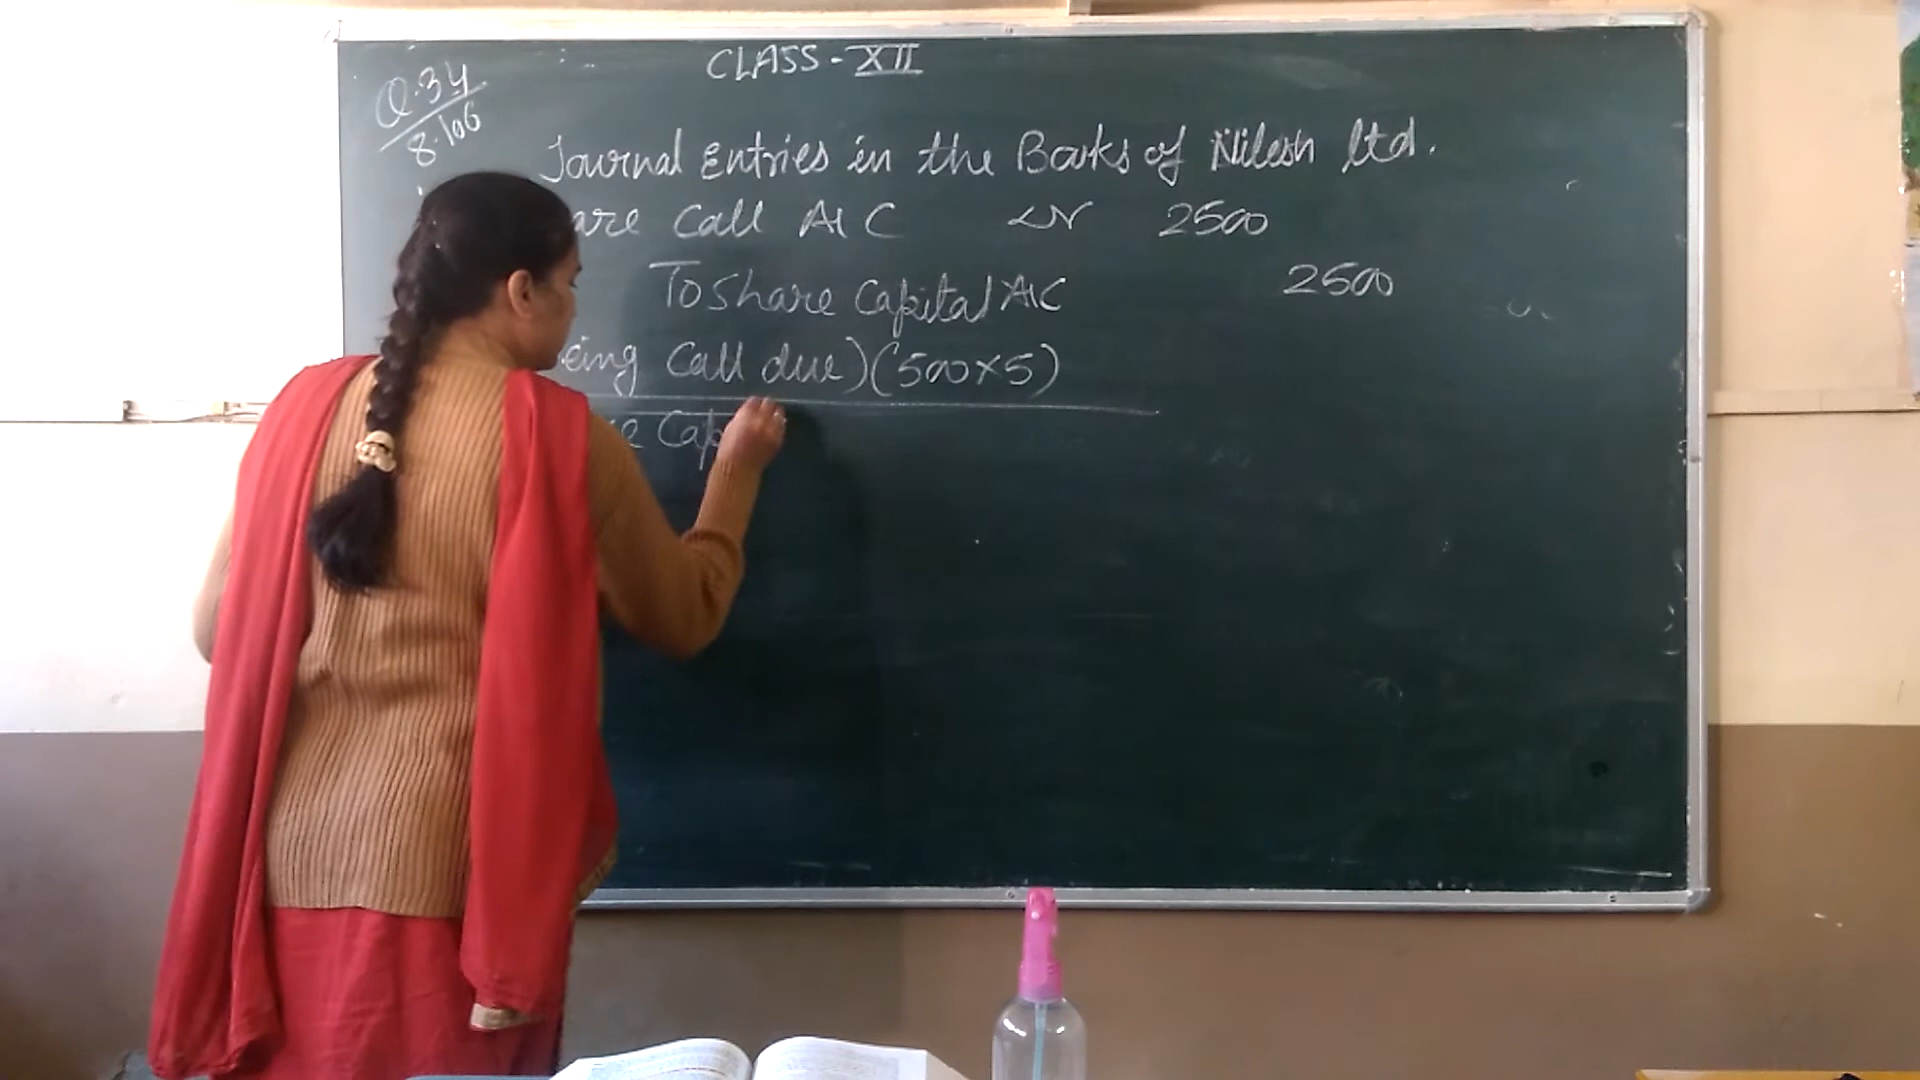 CLASS - XII
Q.34
8.106
Journal Entries in the Books of Nilesh ltd.
are Call A/C Dr 2500
To Share Capital A/C 2500
eing Call due) (500×5)
e Cap